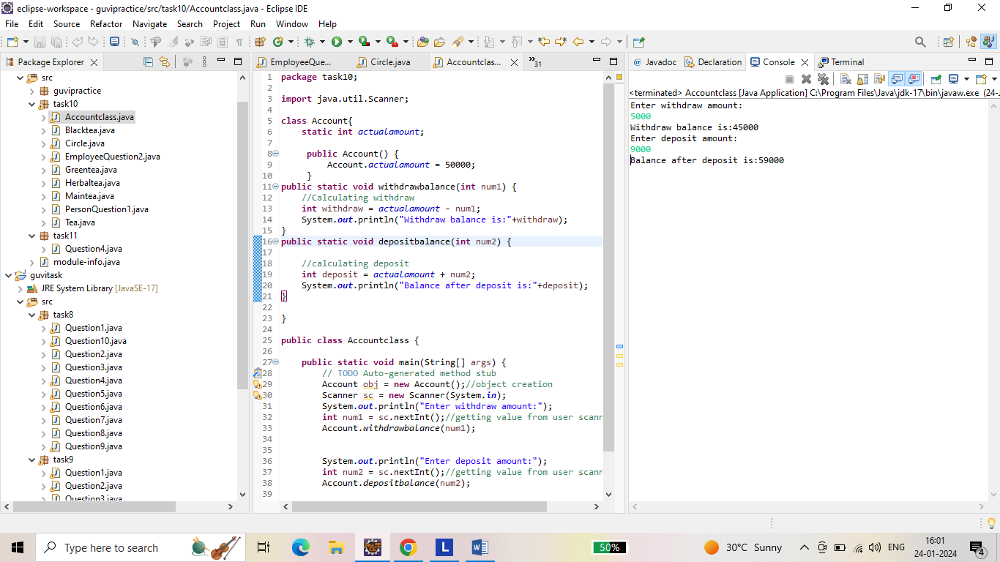 eclipse-workspace - guvipractice/src/task10/Accountclass.java - Eclipse IDE
File Edit Source Refactor Navigate Search Project Run Window Help
Package Explorer
src
guvipractice
task10
Accountclass.java
Blacktea.java
Circle.java
EmployeeQuestion2.java
Greentea.java
Herbaltea.java
Maintea.java
PersonQuestion1.java
Tea.java
task11
Question4.java
module-info.java
guvitask
JRE System Library [JavaSE-17]
src
task8
Question1.java
Question10.java
Question2.java
Question3.java
Question4.java
Question5.java
Question6.java
Question7.java
Question8.java
Question9.java
task9
Question1.java
Question2.java
Question3.java
EmployeeQue... Circle.java Accountclas... »31
1 package task10;
2
3 import java.util.Scanner;
4
5 class Account{
6 static int actualamount;
7
8 public Account() {
9 Account.actualamount = 50000;
10 }
11 public static void withdrawbalance(int num1) {
12 //Calculating withdraw
13 int withdraw = actualamount - num1;
14 System.out.println("Withdraw balance is:"+withdraw);
15 }
16 public static void depositbalance(int num2) {
17
18 //calculating deposit
19 int deposit = actualamount + num2;
20 System.out.println("Balance after deposit is:"+deposit);
21 }
22
23 }
24
25 public class Accountclass {
26
27 public static void main(String[] args) {
28 // TODO Auto-generated method stub
29 Account obj = new Account();//object creation
30 Scanner sc = new Scanner(System.in);
31 System.out.println("Enter withdraw amount:");
32 int num1 = sc.nextInt();//getting value from user scann
33 Account.withdrawbalance(num1);
34
35
36 System.out.println("Enter deposit amount:");
37 int num2 = sc.nextInt();//getting value from user scann
38 Account.depositbalance(num2);
39
@ Javadoc Declaration Console Terminal
<terminated> Accountclass [Java Application] C:\Program Files\Java\jdk-17\bin\javaw.exe (24-
Enter withdraw amount:
5000
Withdraw balance is:45000
Enter deposit amount:
9000
Balance after deposit is:59000
Type here to search
JAVA EE IDE
L
W
50%
30°C Sunny
ENG
16:01
24-01-2024
4